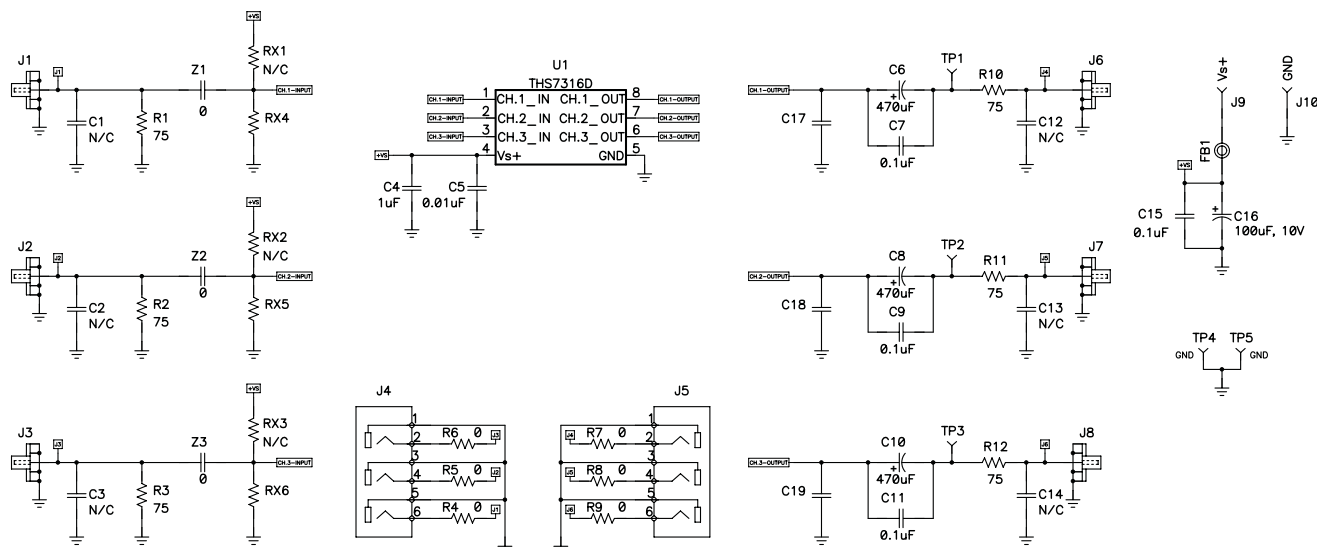 +VS
J1
J1
Z1
0
RX1
N/C
CH.1-INPUT
C1
N/C
R1
75
RX4
U1
THS7316D
CH.1-INPUT
1
CH.1_IN
CH.1_OUT
8
CH.1-OUTPUT
CH.2-INPUT
2
CH.2_IN
CH.2_OUT
7
CH.2-OUTPUT
CH.3-INPUT
3
CH.3_IN
CH.3_OUT
6
CH.3-OUTPUT
+VS
4
Vs+
GND
5
C4
1uF
C5
0.01uF
CH.1-OUTPUT
C17
C6
+
470uF
C7
0.1uF
TP1
R10
75
J4
J6
C12
N/C
Vs+
J9
GND
J10
FB1
+VS
C15
0.1uF
+
C16
100uF, 10V
+VS
J2
J2
Z2
0
RX2
N/C
CH.2-INPUT
C2
N/C
R2
75
RX5
CH.2-OUTPUT
C18
C8
+
470uF
C9
0.1uF
TP2
R11
75
J5
J7
C13
N/C
TP4
TP5
GND
GND
+VS
J3
J3
Z3
0
RX3
N/C
CH.3-INPUT
C3
N/C
R3
75
RX6
J4
1
2
R6
0
J3
3
4
R5
0
J2
5
6
R4
0
J1
J5
1
J4
R7
0
2
3
J5
R8
0
4
5
J6
R9
0
6
CH.3-OUTPUT
C19
C10
+
470uF
C11
0.1uF
TP3
R12
75
J6
J8
C14
N/C